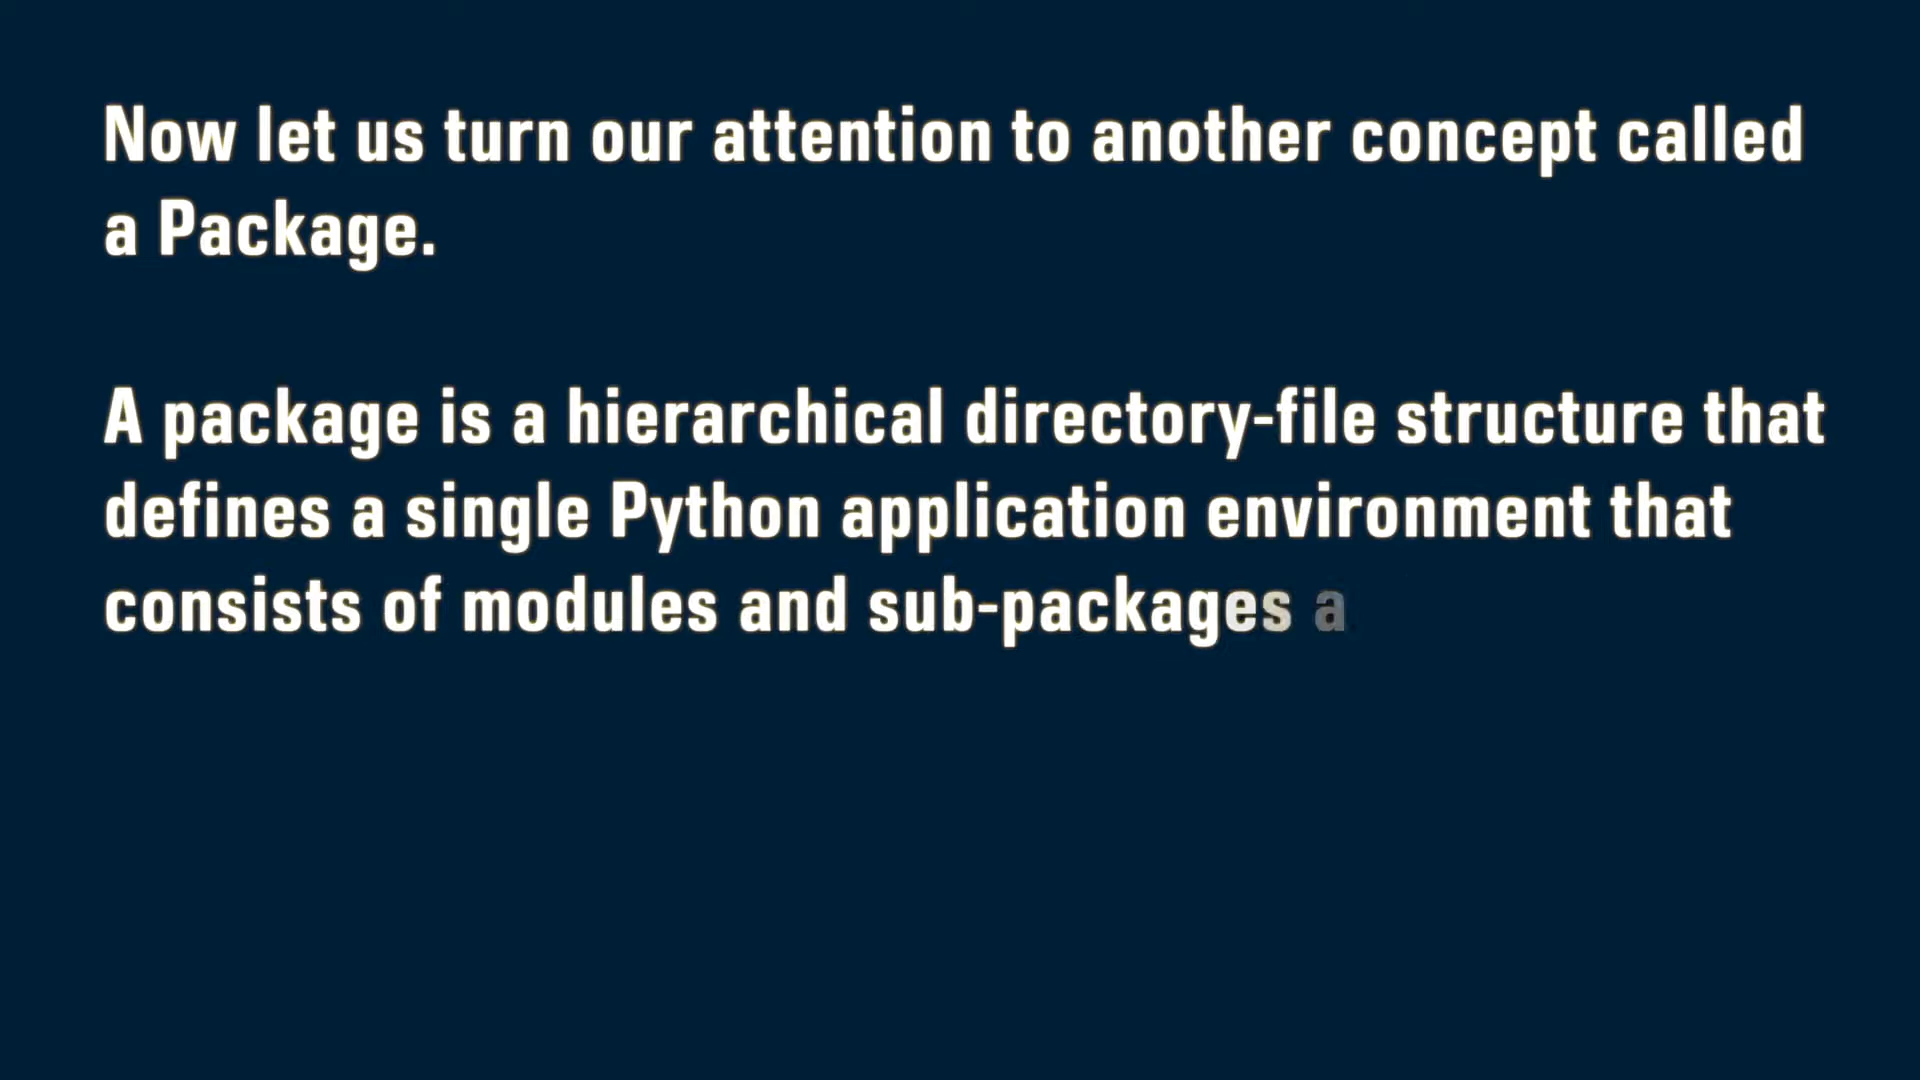 Now let us turn our attention to another concept called
a Package.
A package is a hierarchical directory-file structure that
defines a single Python application environment that
consists of modules and sub-packages a